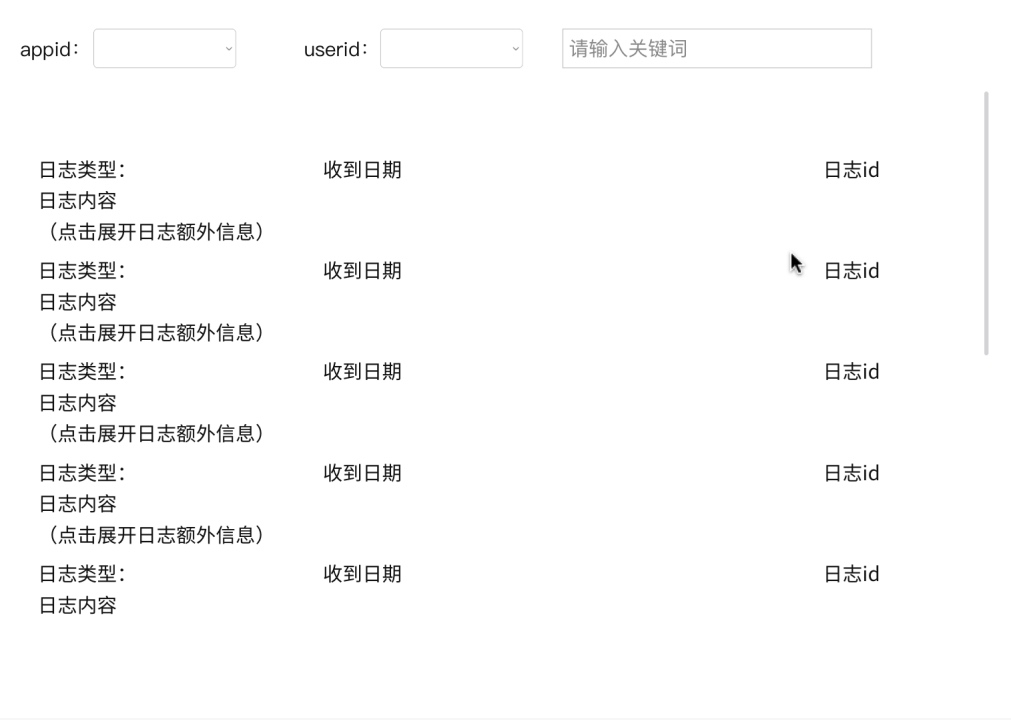 appid： userid： 请输入关键词
日志类型： 收到日期 日志id
日志内容
（点击展开日志额外信息）
日志类型： 收到日期 日志id
日志内容
（点击展开日志额外信息）
日志类型： 收到日期 日志id
日志内容
（点击展开日志额外信息）
日志类型： 收到日期 日志id
日志内容
（点击展开日志额外信息）
日志类型： 收到日期 日志id
日志内容